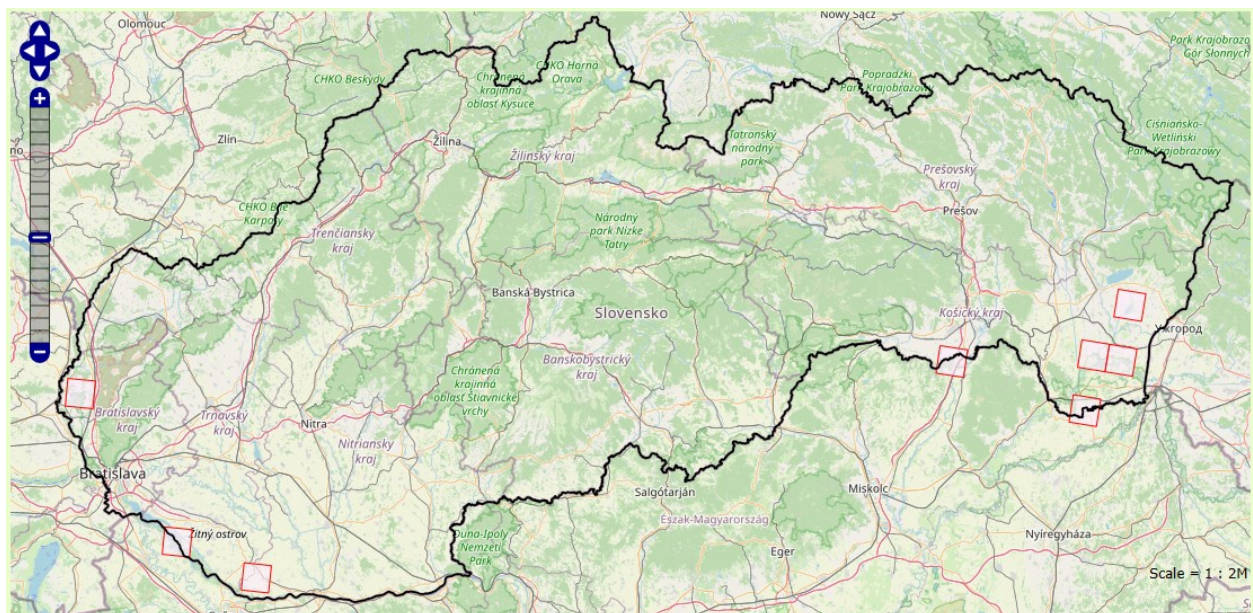 Olomouc
Nowy Sącz
Park Krajobrazo
Gór Słonnych
CHKO Beskydy
CHKO Horná
Orava
Chránená
krajinná
oblasť Kysuce
Popradzki
Park Krajobrazowy
Ciśniańsko-
Wetliński
Park Krajobrazowy
no
Zlín
Žilina
Žilinský kraj
Tatranský
národný
park
Prešovský
kraj
CHKO Biele
Karpaty
Trenčiansky
kraj
Národný
park Nízke
Tatry
Prešov
Banská Bystrica
Slovensko
Košický kraj
Ужгород
Banskobystrický
kraj
Chránená
krajinná
oblasť Štiavnické
vrchy
Bratislavský
kraj
Trnavský
kraj
Nitra
Nitriansky
kraj
Bratislava
Salgótarján
Miskolc
Észak-Magyarország
Žitný ostrov
Duna-Ipoly
Nemzeti
Park
Eger
Nyíregyháza
Scale = 1 : 2M